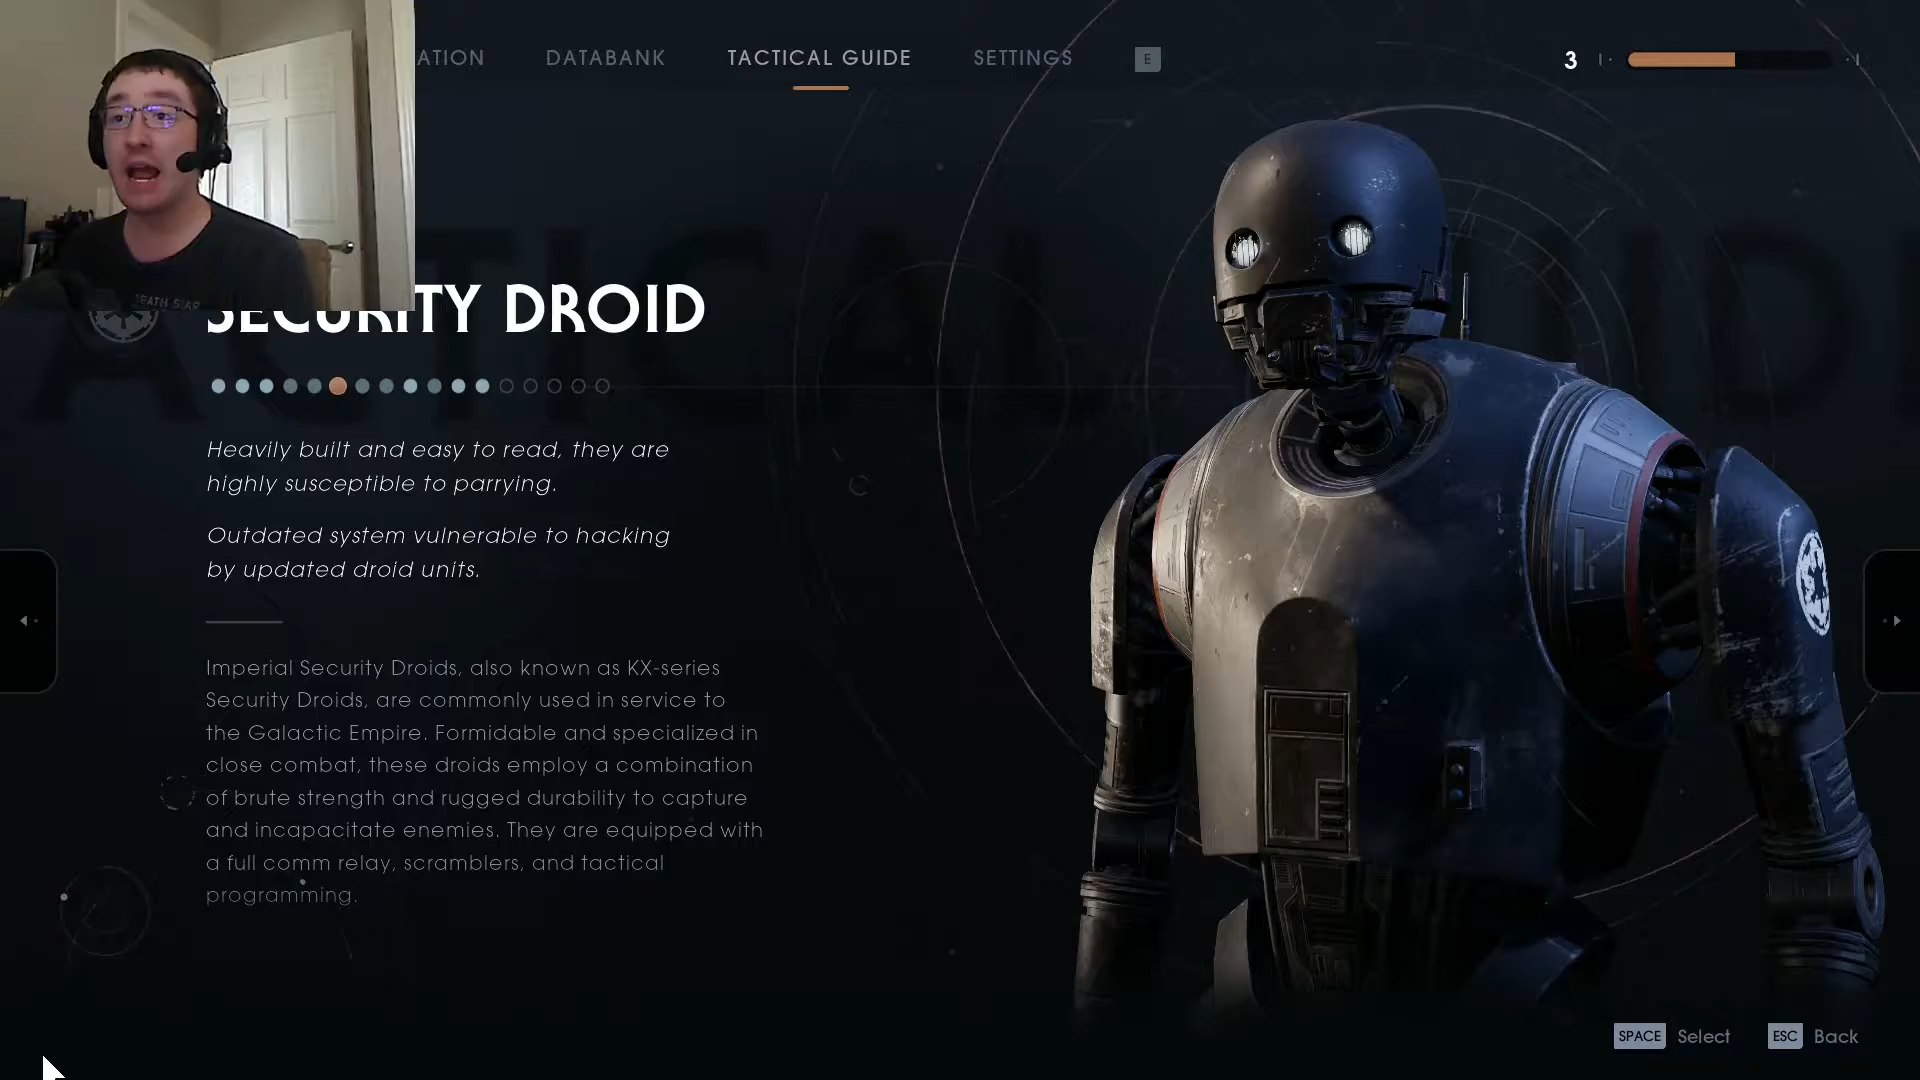 ATION
DATABANK
TACTICAL GUIDE
SETTINGS
E
3
SECURITY DROID
Heavily built and easy to read, they are
highly susceptible to parrying.
Outdated system vulnerable to hacking
by updated droid units.
Imperial Security Droids, also known as KX-series
Security Droids, are commonly used in service to
the Galactic Empire. Formidable and specialized in
close combat, these droids employ a combination
of brute strength and rugged durability to capture
and incapacitate enemies. They are equipped with
a full comm relay, scramblers, and tactical
programming.
SPACE Select
ESC Back